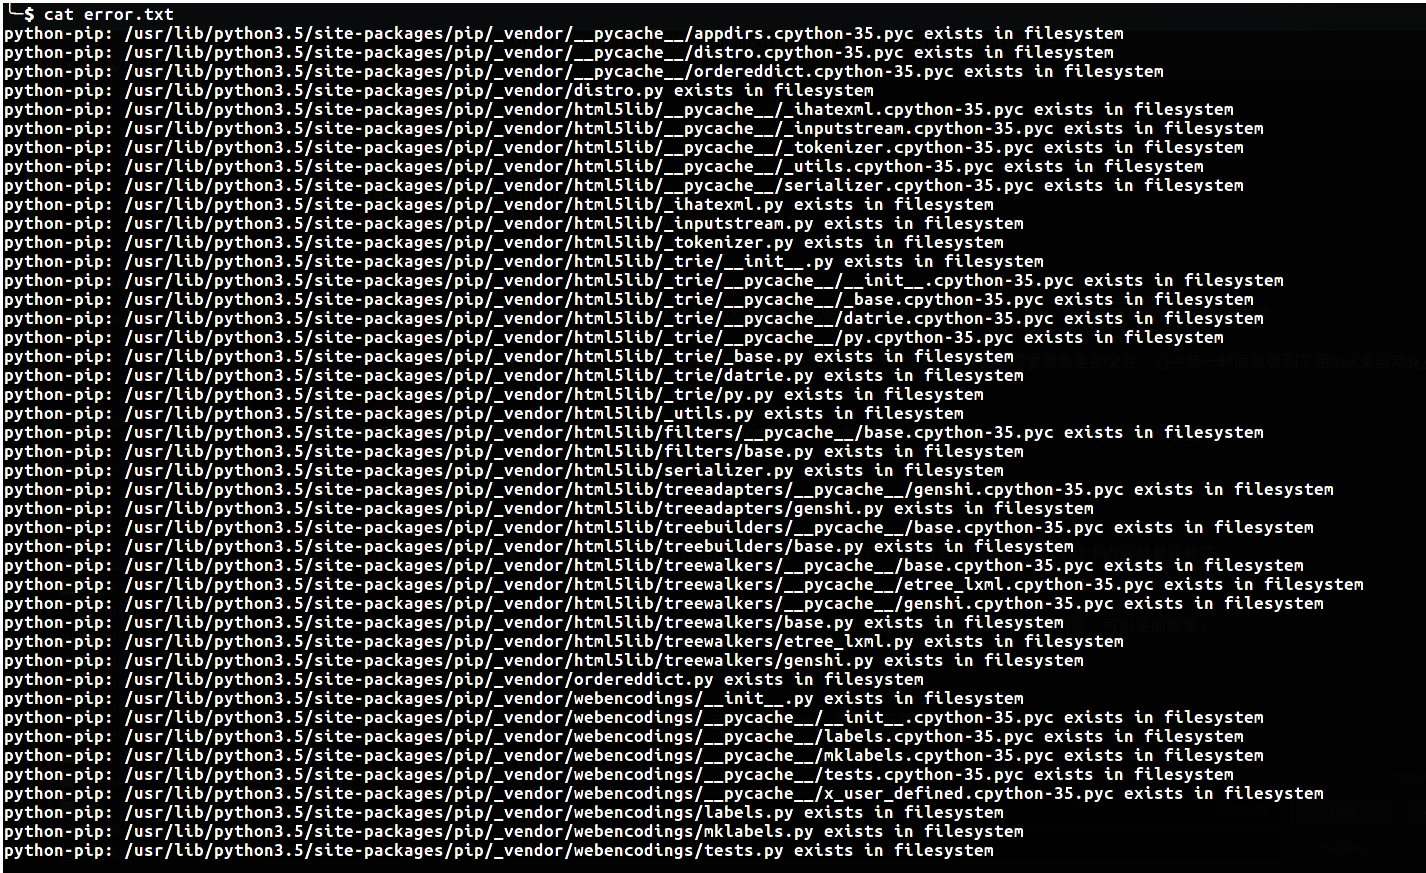 ╰─$ cat error.txt
python-pip: /usr/lib/python3.5/site-packages/pip/_vendor/__pycache__/appdirs.cpython-35.pyc exists in filesystem
python-pip: /usr/lib/python3.5/site-packages/pip/_vendor/__pycache__/distro.cpython-35.pyc exists in filesystem
python-pip: /usr/lib/python3.5/site-packages/pip/_vendor/__pycache__/ordereddict.cpython-35.pyc exists in filesystem
python-pip: /usr/lib/python3.5/site-packages/pip/_vendor/distro.py exists in filesystem
python-pip: /usr/lib/python3.5/site-packages/pip/_vendor/html5lib/__pycache__/_ihatexml.cpython-35.pyc exists in filesystem
python-pip: /usr/lib/python3.5/site-packages/pip/_vendor/html5lib/__pycache__/_inputstream.cpython-35.pyc exists in filesystem
python-pip: /usr/lib/python3.5/site-packages/pip/_vendor/html5lib/__pycache__/_tokenizer.cpython-35.pyc exists in filesystem
python-pip: /usr/lib/python3.5/site-packages/pip/_vendor/html5lib/__pycache__/_utils.cpython-35.pyc exists in filesystem
python-pip: /usr/lib/python3.5/site-packages/pip/_vendor/html5lib/__pycache__/serializer.cpython-35.pyc exists in filesystem
python-pip: /usr/lib/python3.5/site-packages/pip/_vendor/html5lib/_ihatexml.py exists in filesystem
python-pip: /usr/lib/python3.5/site-packages/pip/_vendor/html5lib/_inputstream.py exists in filesystem
python-pip: /usr/lib/python3.5/site-packages/pip/_vendor/html5lib/_tokenizer.py exists in filesystem
python-pip: /usr/lib/python3.5/site-packages/pip/_vendor/html5lib/_trie/__init__.py exists in filesystem
python-pip: /usr/lib/python3.5/site-packages/pip/_vendor/html5lib/_trie/__pycache__/__init__.cpython-35.pyc exists in filesystem
python-pip: /usr/lib/python3.5/site-packages/pip/_vendor/html5lib/_trie/__pycache__/_base.cpython-35.pyc exists in filesystem
python-pip: /usr/lib/python3.5/site-packages/pip/_vendor/html5lib/_trie/__pycache__/datrie.cpython-35.pyc exists in filesystem
python-pip: /usr/lib/python3.5/site-packages/pip/_vendor/html5lib/_trie/__pycache__/py.cpython-35.pyc exists in filesystem
python-pip: /usr/lib/python3.5/site-packages/pip/_vendor/html5lib/_trie/_base.py exists in filesystem
python-pip: /usr/lib/python3.5/site-packages/pip/_vendor/html5lib/_trie/datrie.py exists in filesystem
python-pip: /usr/lib/python3.5/site-packages/pip/_vendor/html5lib/_trie/py.py exists in filesystem
python-pip: /usr/lib/python3.5/site-packages/pip/_vendor/html5lib/_utils.py exists in filesystem
python-pip: /usr/lib/python3.5/site-packages/pip/_vendor/html5lib/filters/__pycache__/base.cpython-35.pyc exists in filesystem
python-pip: /usr/lib/python3.5/site-packages/pip/_vendor/html5lib/filters/base.py exists in filesystem
python-pip: /usr/lib/python3.5/site-packages/pip/_vendor/html5lib/serializer.py exists in filesystem
python-pip: /usr/lib/python3.5/site-packages/pip/_vendor/html5lib/treeadapters/__pycache__/genshi.cpython-35.pyc exists in filesystem
python-pip: /usr/lib/python3.5/site-packages/pip/_vendor/html5lib/treeadapters/genshi.py exists in filesystem
python-pip: /usr/lib/python3.5/site-packages/pip/_vendor/html5lib/treebuilders/__pycache__/base.cpython-35.pyc exists in filesystem
python-pip: /usr/lib/python3.5/site-packages/pip/_vendor/html5lib/treebuilders/base.py exists in filesystem
python-pip: /usr/lib/python3.5/site-packages/pip/_vendor/html5lib/treewalkers/__pycache__/base.cpython-35.pyc exists in filesystem
python-pip: /usr/lib/python3.5/site-packages/pip/_vendor/html5lib/treewalkers/__pycache__/etree_lxml.cpython-35.pyc exists in filesystem
python-pip: /usr/lib/python3.5/site-packages/pip/_vendor/html5lib/treewalkers/__pycache__/genshi.cpython-35.pyc exists in filesystem
python-pip: /usr/lib/python3.5/site-packages/pip/_vendor/html5lib/treewalkers/base.py exists in filesystem
python-pip: /usr/lib/python3.5/site-packages/pip/_vendor/html5lib/treewalkers/etree_lxml.py exists in filesystem
python-pip: /usr/lib/python3.5/site-packages/pip/_vendor/html5lib/treewalkers/genshi.py exists in filesystem
python-pip: /usr/lib/python3.5/site-packages/pip/_vendor/ordereddict.py exists in filesystem
python-pip: /usr/lib/python3.5/site-packages/pip/_vendor/webencodings/__init__.py exists in filesystem
python-pip: /usr/lib/python3.5/site-packages/pip/_vendor/webencodings/__pycache__/__init__.cpython-35.pyc exists in filesystem
python-pip: /usr/lib/python3.5/site-packages/pip/_vendor/webencodings/__pycache__/labels.cpython-35.pyc exists in filesystem
python-pip: /usr/lib/python3.5/site-packages/pip/_vendor/webencodings/__pycache__/mklabels.cpython-35.pyc exists in filesystem
python-pip: /usr/lib/python3.5/site-packages/pip/_vendor/webencodings/__pycache__/tests.cpython-35.pyc exists in filesystem
python-pip: /usr/lib/python3.5/site-packages/pip/_vendor/webencodings/__pycache__/x_user_defined.cpython-35.pyc exists in filesystem
python-pip: /usr/lib/python3.5/site-packages/pip/_vendor/webencodings/labels.py exists in filesystem
python-pip: /usr/lib/python3.5/site-packages/pip/_vendor/webencodings/mklabels.py exists in filesystem
python-pip: /usr/lib/python3.5/site-packages/pip/_vendor/webencodings/tests.py exists in filesystem